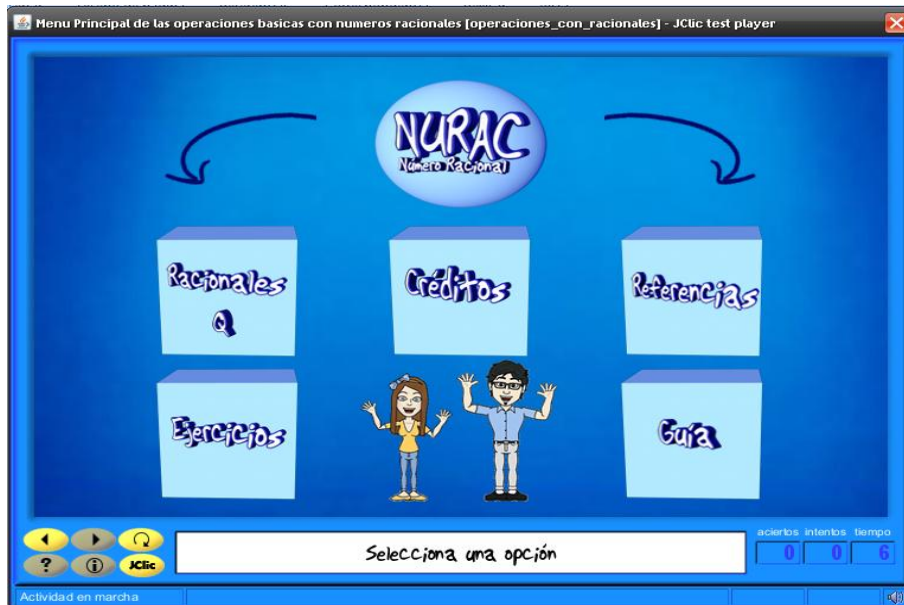 Menu Principal de las operaciones basicas con numeros racionales [operaciones_con_racionales] - JClic test player
NURAC
Número Racional
Racionales
Q
Créditos
Referencias
Ejercicios
Guía
Selecciona una opción
aciertos intentos tiempo
0 0 6
?
i
JClic
Actividad en marcha